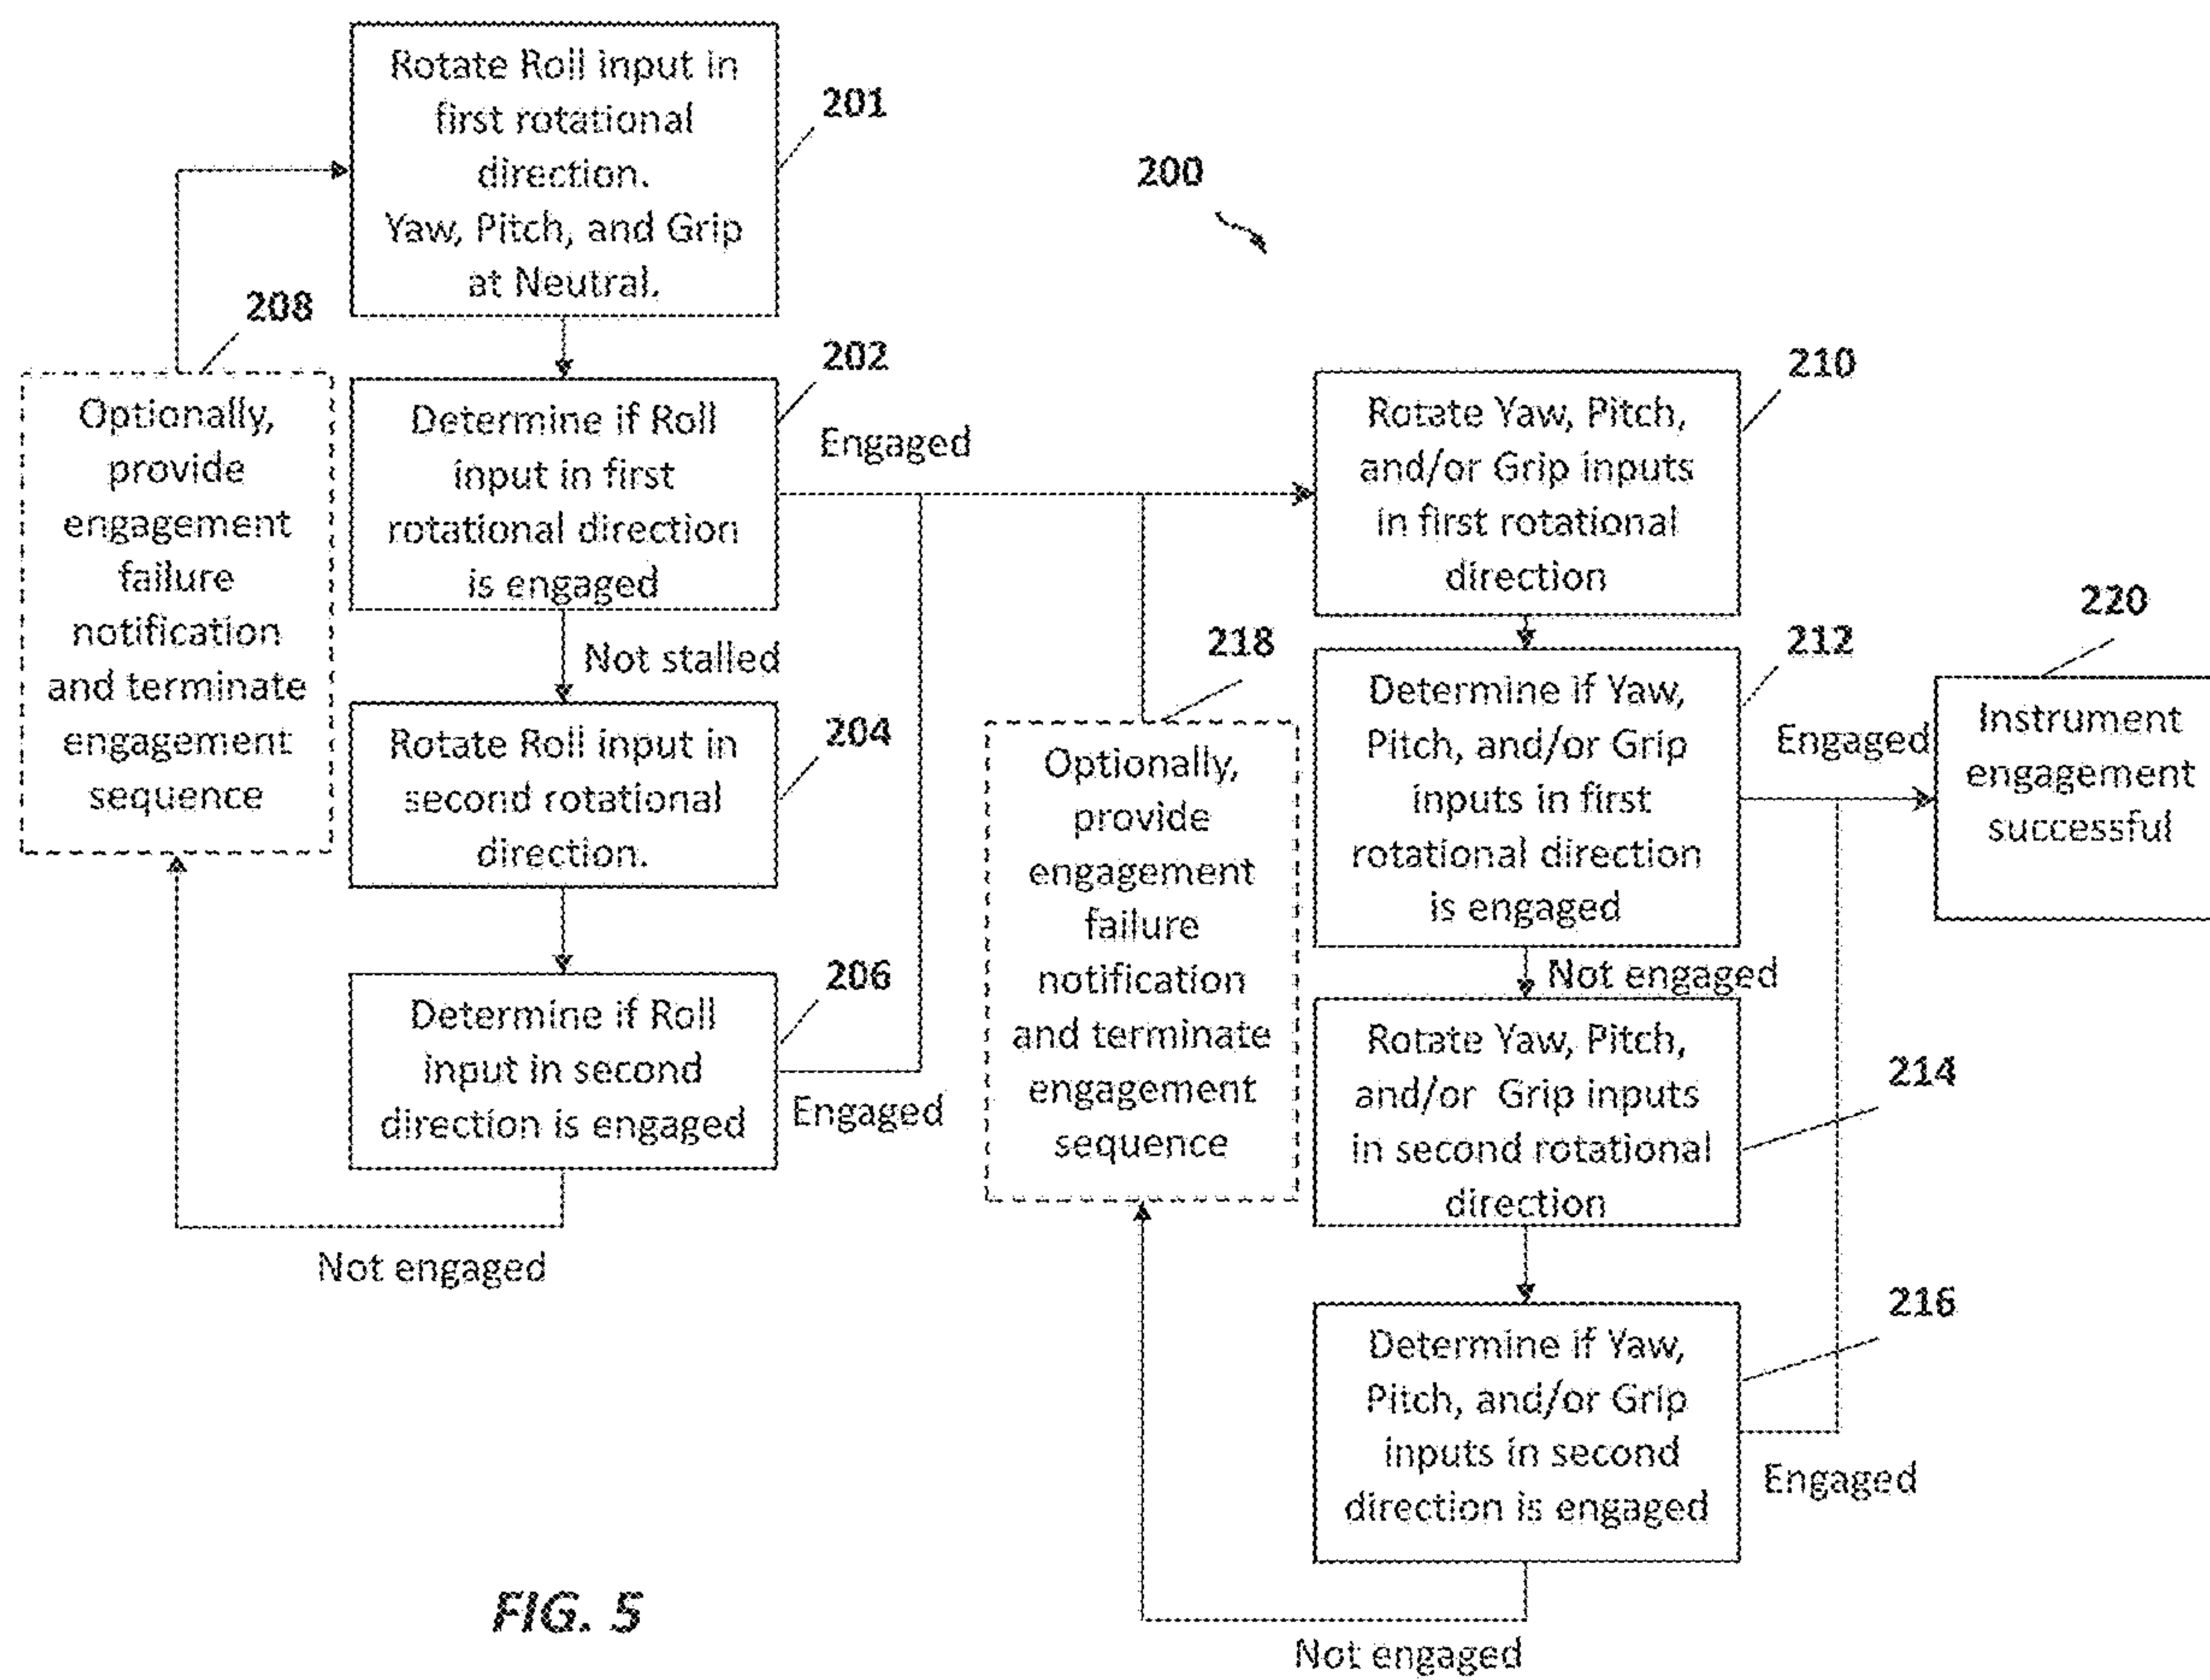 Rotate Roll input in
first rotational
direction.
Yaw, Pitch, and Grip
at Neutral.
201
200
208
Optionally,
provide
engagement
failure
notification
and terminate
engagement
sequence
202
Determine if Roll
input in first
rotational direction
is engaged
Engaged
Not stalled
204
Rotate Roll input in
second rotational
direction.
206
Determine if Roll
input in second
direction is engaged
Engaged
Not engaged
210
Rotate Yaw, Pitch,
and/or Grip inputs
in first rotational
direction
212
Determine if Yaw,
Pitch, and/or Grip
inputs in first
rotational direction
is engaged
Engaged
220
Instrument
engagement
successful
218
Optionally,
provide
engagement
failure
notification
and terminate
engagement
sequence
Not engaged
214
Rotate Yaw, Pitch,
and/or Grip inputs
in second rotational
direction
216
Determine if Yaw,
Pitch, and/or Grip
inputs in second
direction is engaged
Engaged
Not engaged
FIG. 5